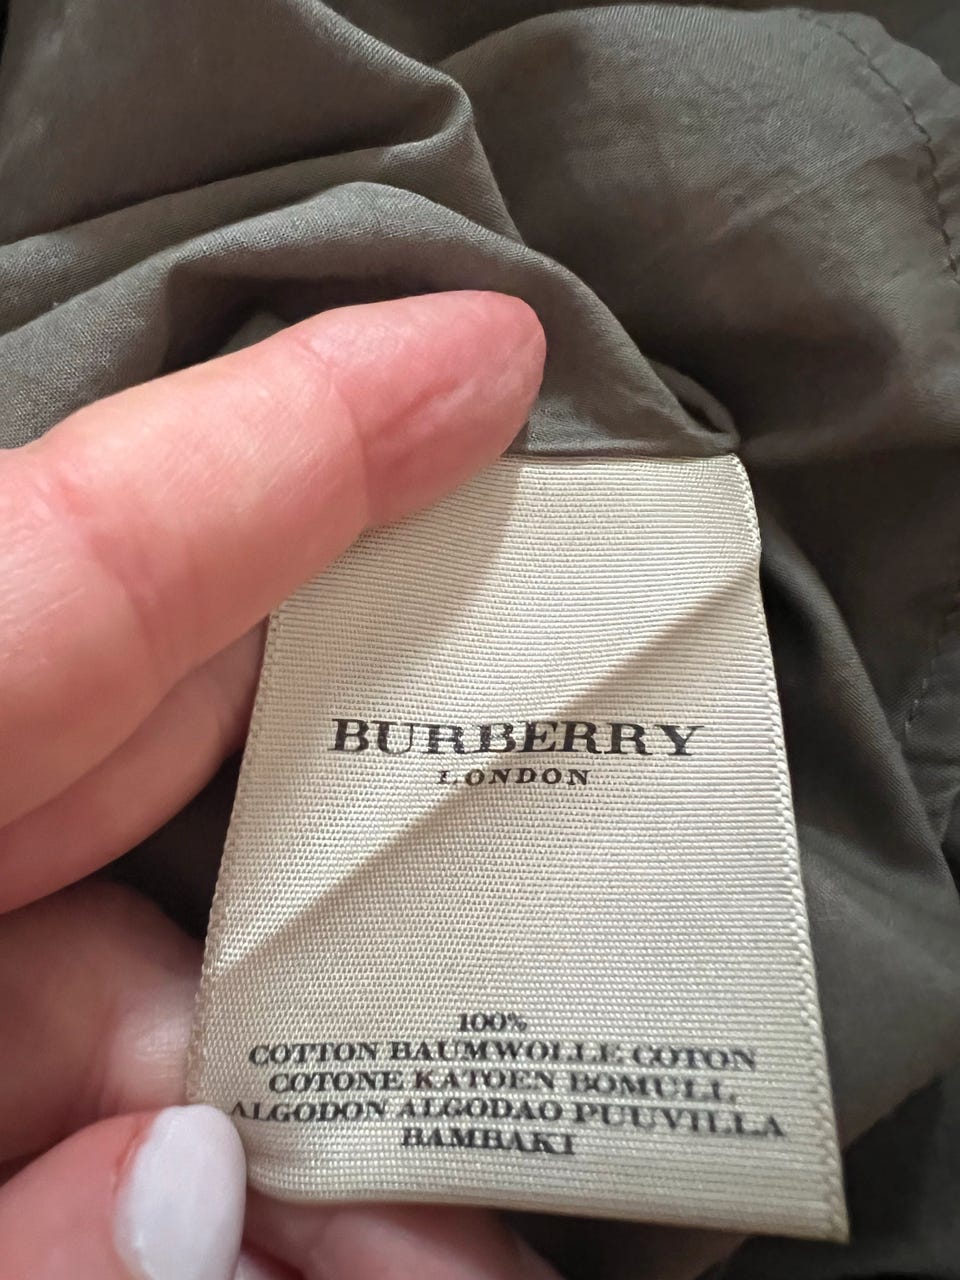 BURBERRY
LONDON
100%
COTTON BAUMWOLLE COTON
COTONE KATOEN BOMULL
ALGODON ALGODAO PUUVILLA
BAMBAKI